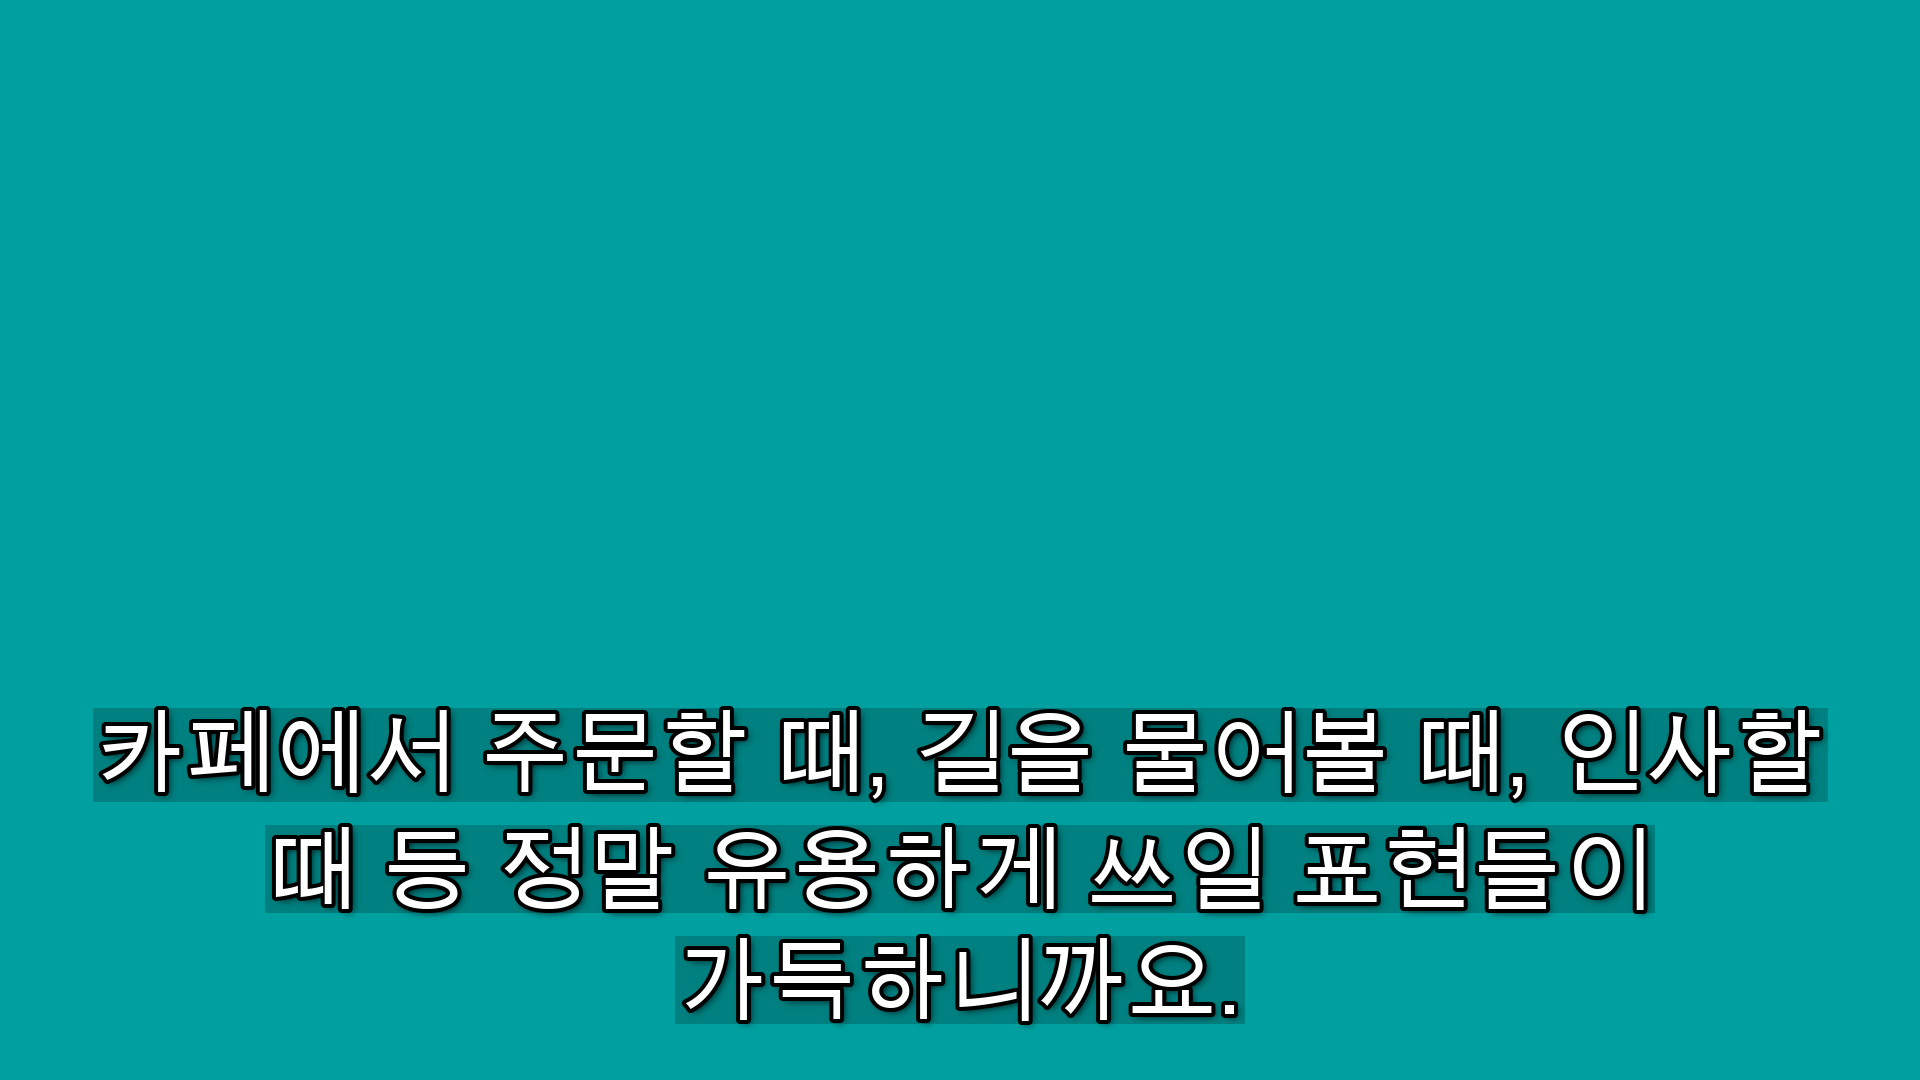 카페에서 주문할 때, 길을 물어볼 때, 인사할
때 등 정말 유용하게 쓰일 표현들이
가득하니까요.